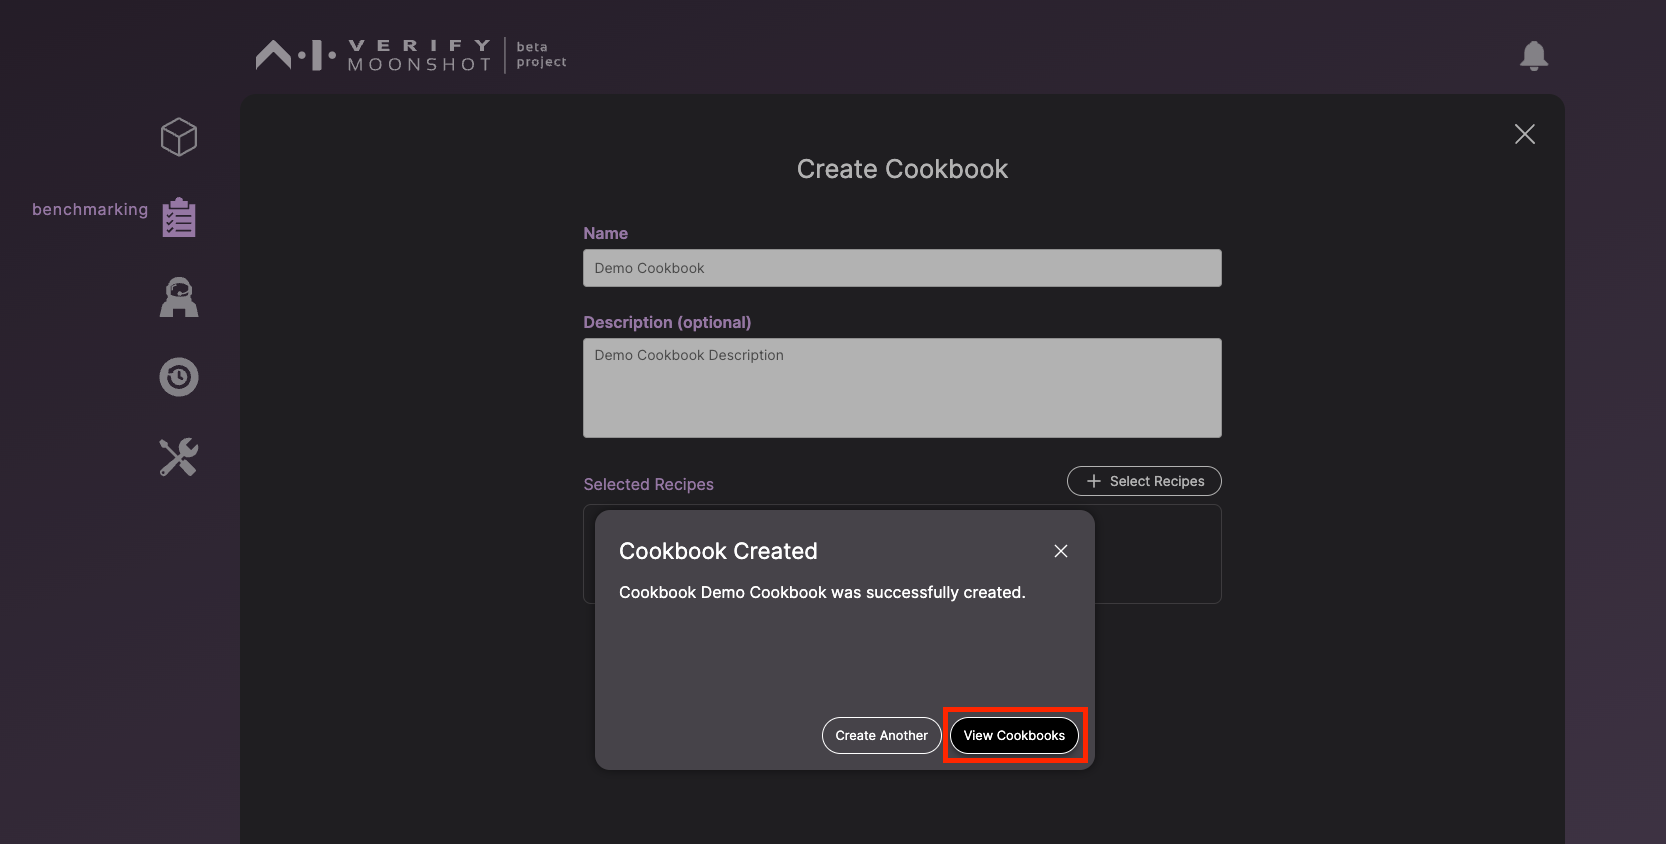 A.I. VERIFY
MOONSHOT
beta
project
benchmarking
Create Cookbook
Name
Demo Cookbook
Description (optional)
Demo Cookbook Description
Selected Recipes
Select Recipes
Cookbook Created
Cookbook Demo Cookbook was successfully created.
Create Another
View Cookbooks